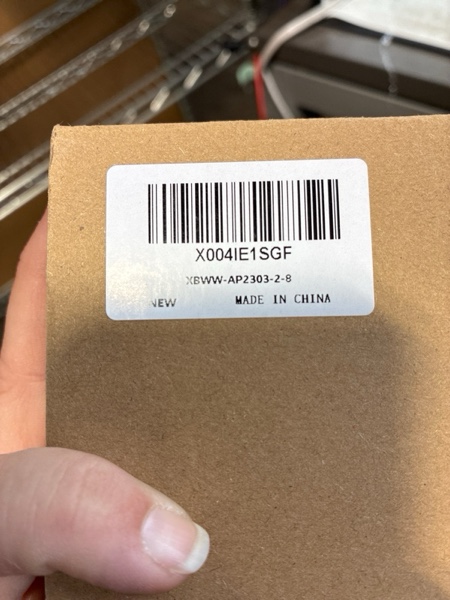 X004IE1SGF
XBWW-AP2303-2-8
NEW MADE IN CHINA